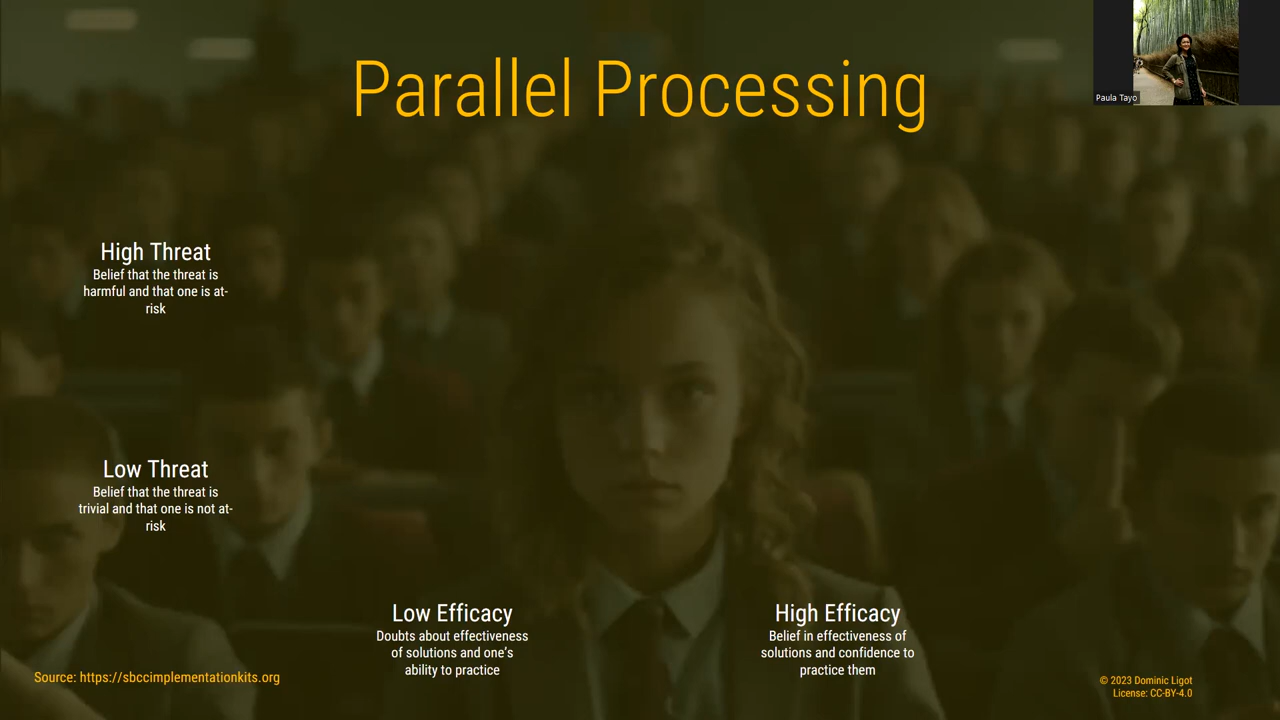 Parallel Processing
Paula Tayo
High Threat
Belief that the threat is
harmful and that one is at-
risk
Low Threat
Belief that the threat is
trivial and that one is not at-
risk
Low Efficacy
Doubts about effectiveness
of solutions and one's
ability to practice
High Efficacy
Belief in effectiveness of
solutions and confidence to
practice them
Source: https://sbccimplementationkits.org
© 2023 Dominic Ligot
License: CC-BY-4.0